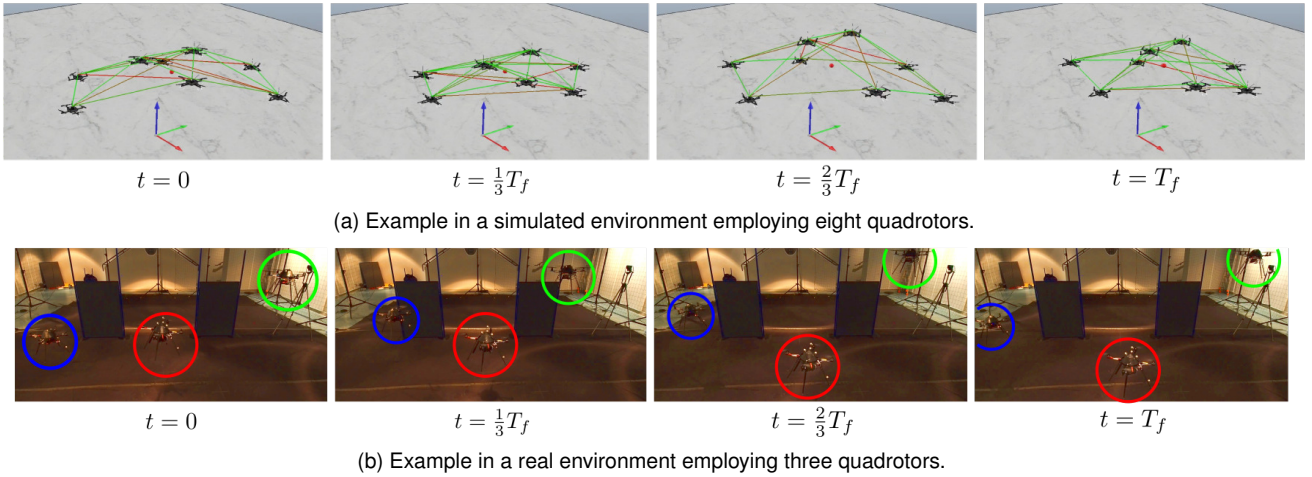 t = 0 t = 1/3 T_f t = 2/3 T_f t = T_f
(a) Example in a simulated environment employing eight quadrotors.
t = 0 t = 1/3 T_f t = 2/3 T_f t = T_f
(b) Example in a real environment employing three quadrotors.